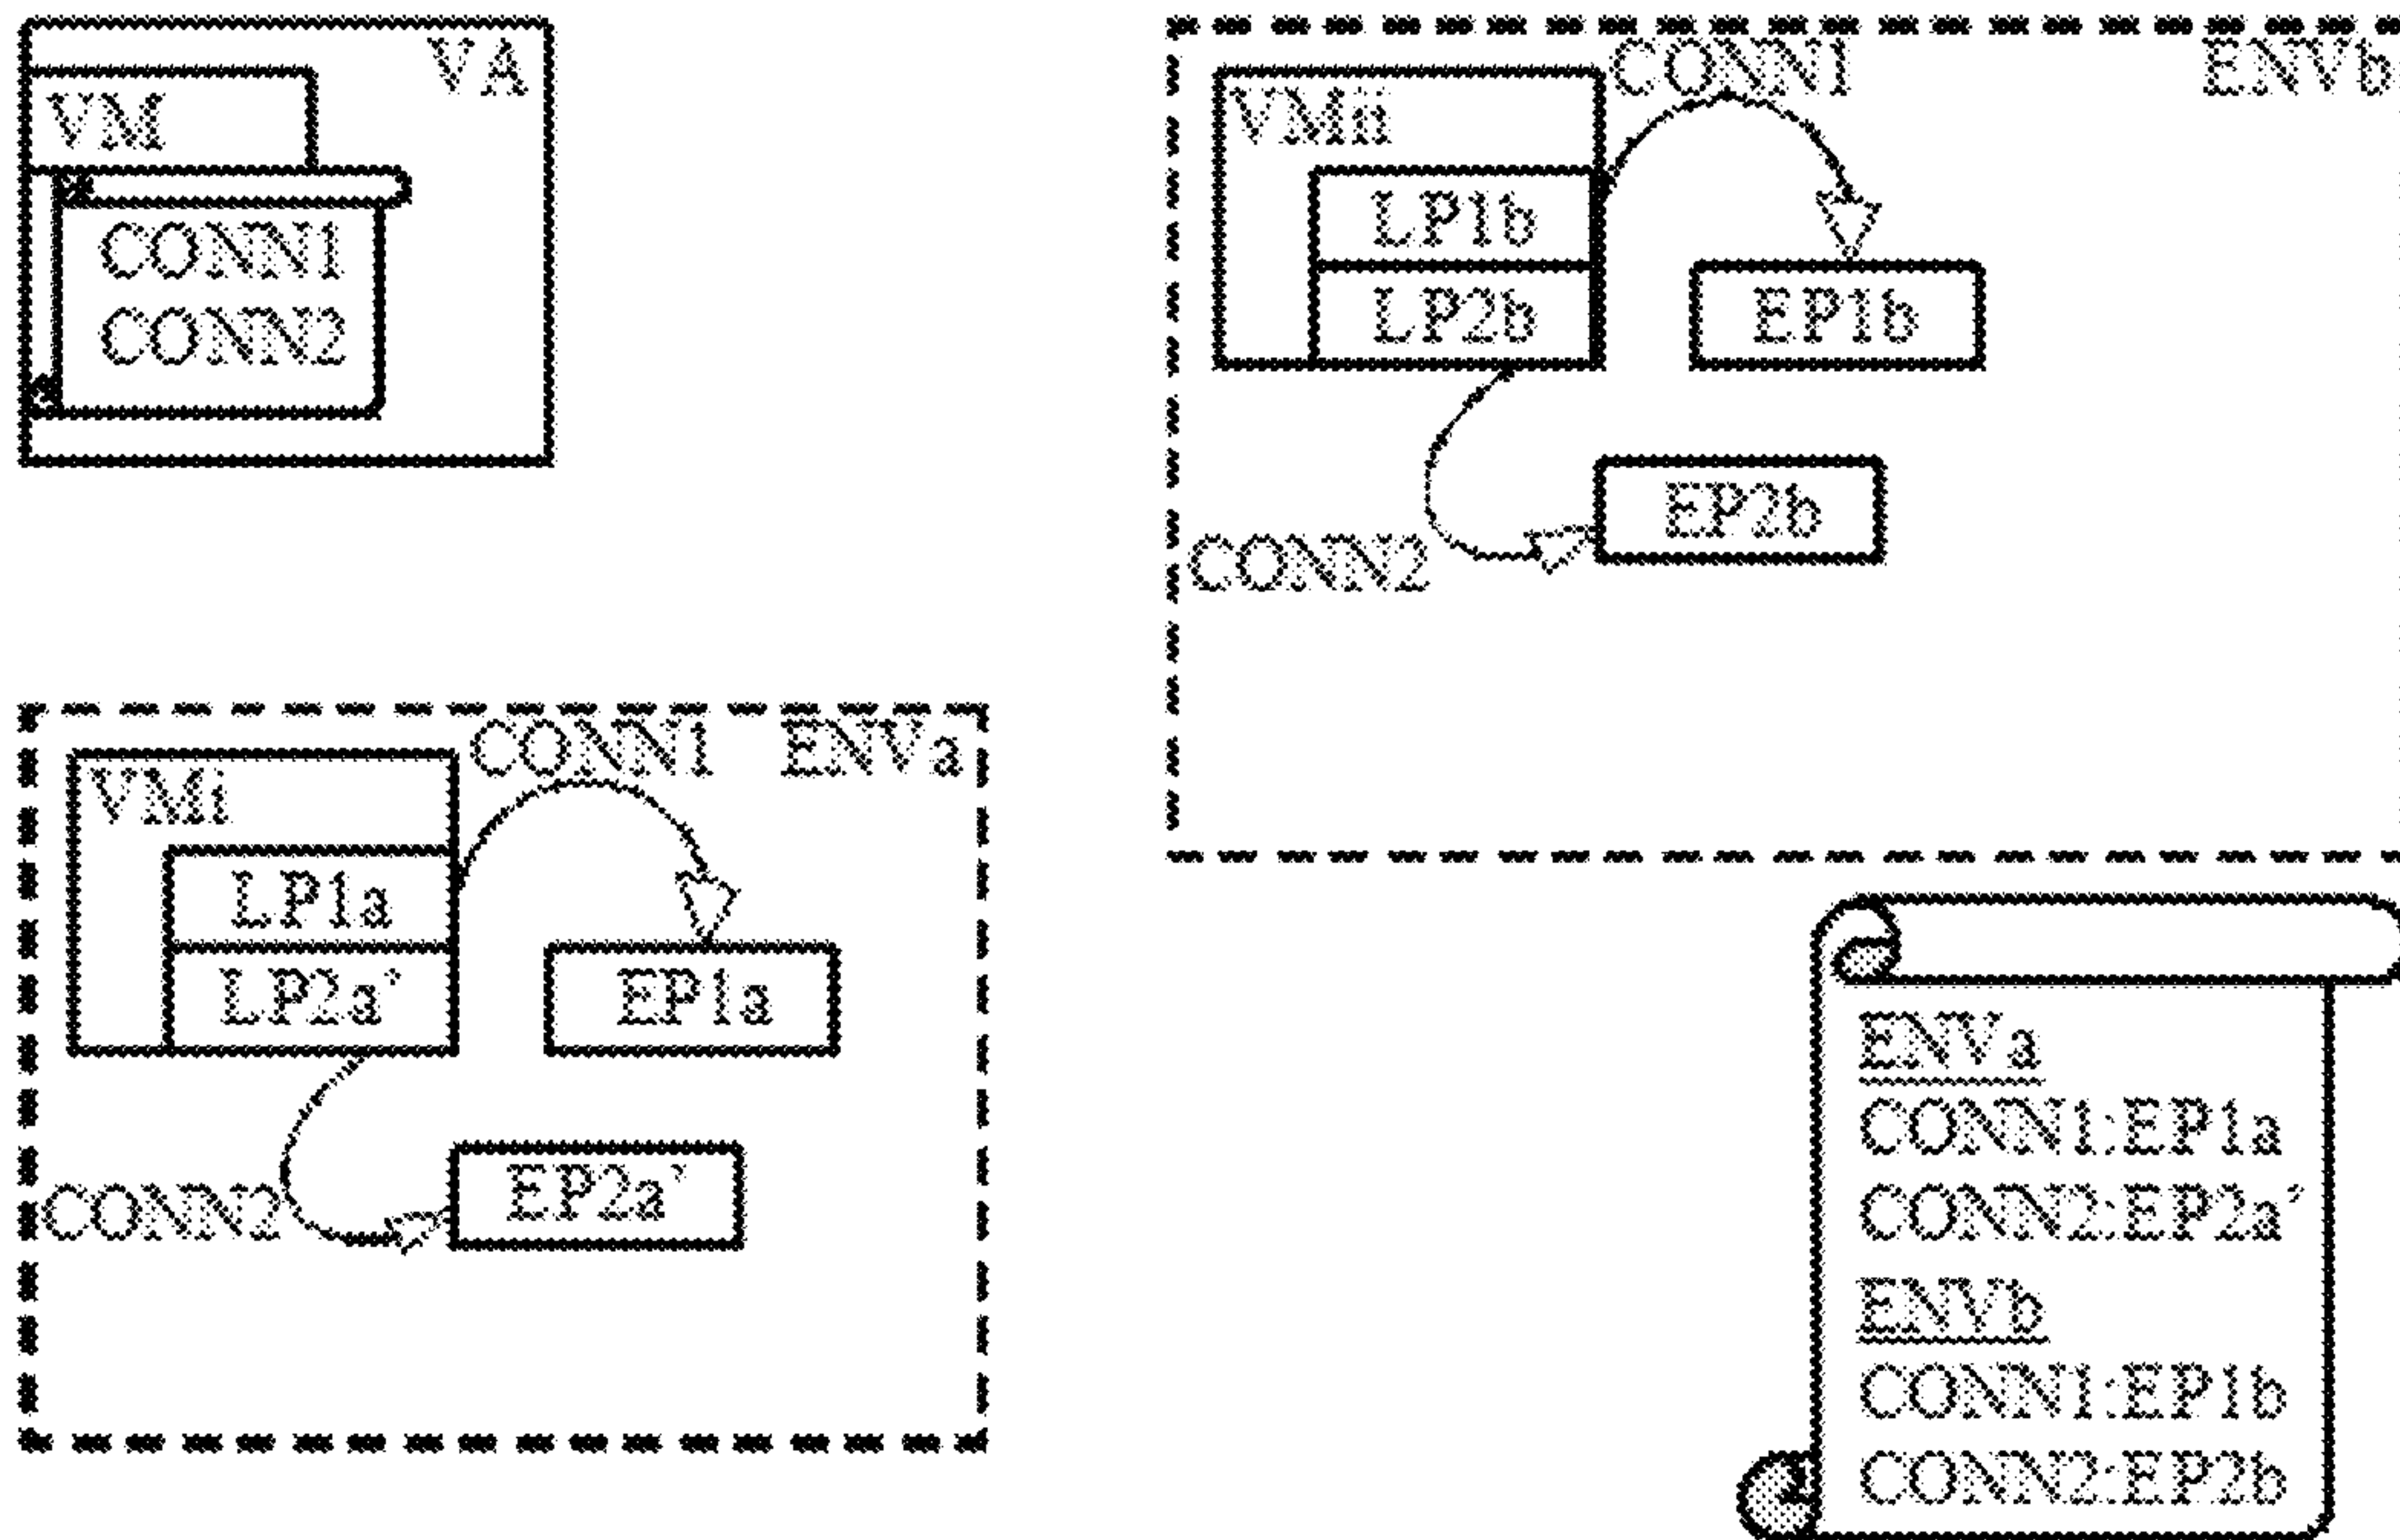 VA
VM
CONN1
CONN2
CONN1
ENVb
VMii
LP1b
LP2b
EP1b
EP2b
CONN2
CONN1
ENVa
VMi
LP1a
LP2a'
EP1a
EP2a'
CONN2
ENVa
CONN1:EP1a
CONN2:EP2a'
ENVb
CONN1:EP1b
CONN2:EP2b